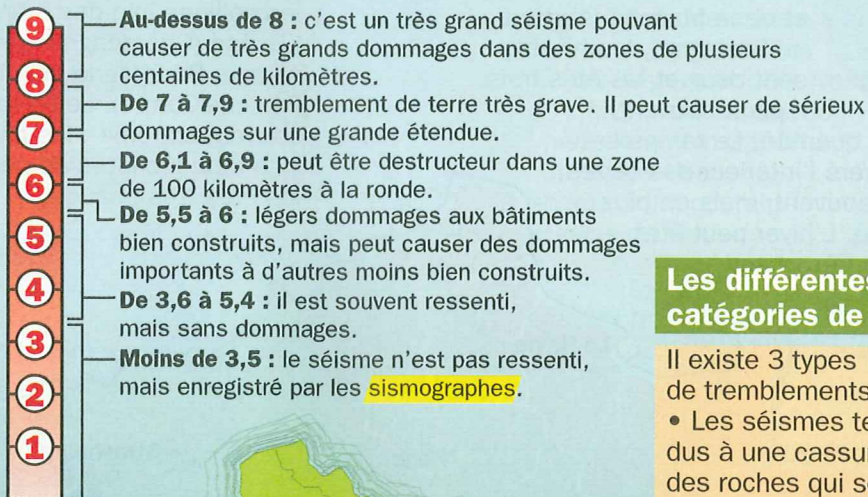 9
8
7
6
5
4
3
2
1
Au-dessus de 8 : c'est un très grand séisme pouvant
causer de très grands dommages dans des zones de plusieurs
centaines de kilomètres.
De 7 à 7,9 : tremblement de terre très grave. Il peut causer de sérieux
dommages sur une grande étendue.
De 6,1 à 6,9 : peut être destructeur dans une zone
de 100 kilomètres à la ronde.
De 5,5 à 6 : légers dommages aux bâtiments
bien construits, mais peut causer des dommages
importants à d'autres moins bien construits.
De 3,6 à 5,4 : il est souvent ressenti,
mais sans dommages.
Moins de 3,5 : le séisme n'est pas ressenti,
mais enregistré par les sismographes.
Les différentes
catégories de
Il existe 3 types
de tremblements
• Les séismes te
dus à une cassu
des roches qui s